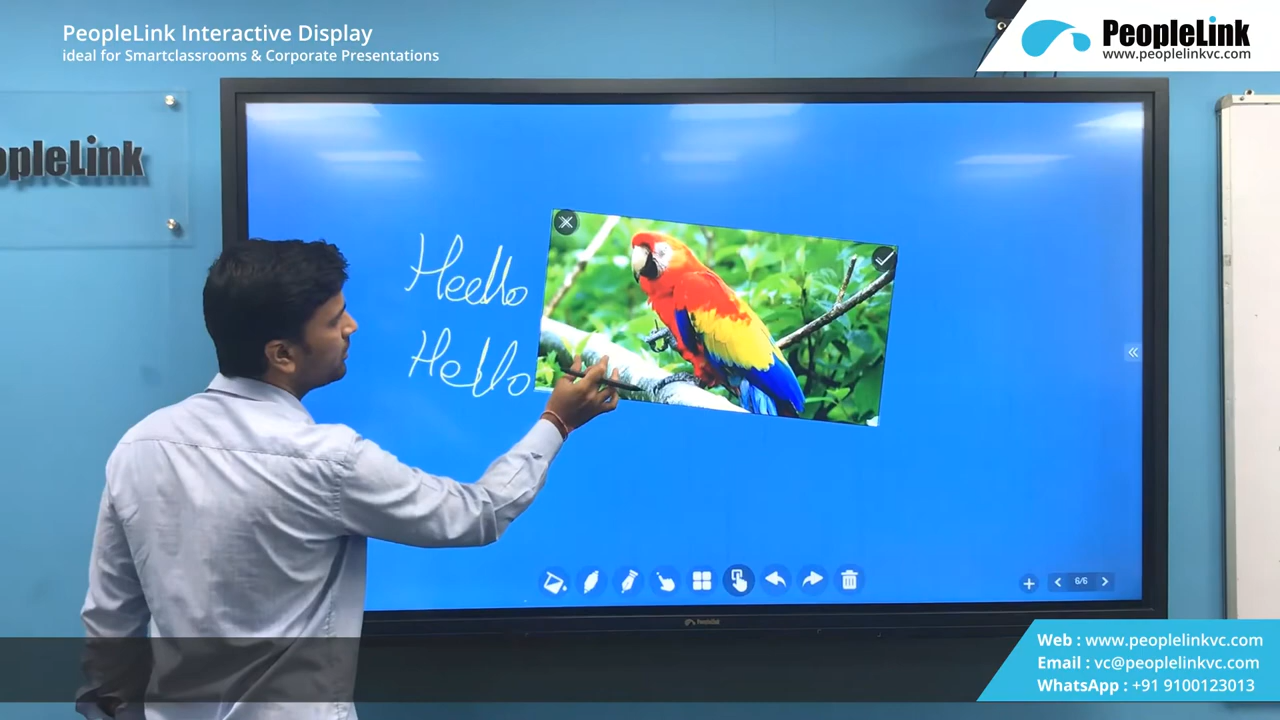 PeopleLink Interactive Display
ideal for Smartclassrooms & Corporate Presentations
PeopleLink
www.peoplelinkvc.com
opleLink
Heello
Hello
6/6
PeopleLink
Web : www.peoplelinkvc.com
Email : vc@peoplelinkvc.com
WhatsApp : +91 9100123013